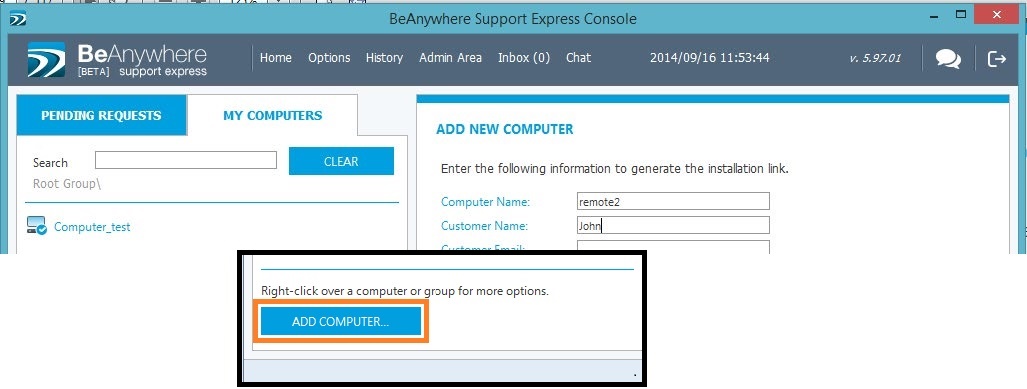 BeAnywhere Support Express Console
BeAnywhere
[BETA] support express
Home Options History Admin Area Inbox (0) Chat 2014/09/16 11:53:44 v. 5.97.01
PENDING REQUESTS MY COMPUTERS
Search CLEAR
Root Group\
Computer_test
ADD NEW COMPUTER
Enter the following information to generate the installation link.
Computer Name: remote2
Customer Name: John
Customer Email:
Right-click over a computer or group for more options.
ADD COMPUTER...